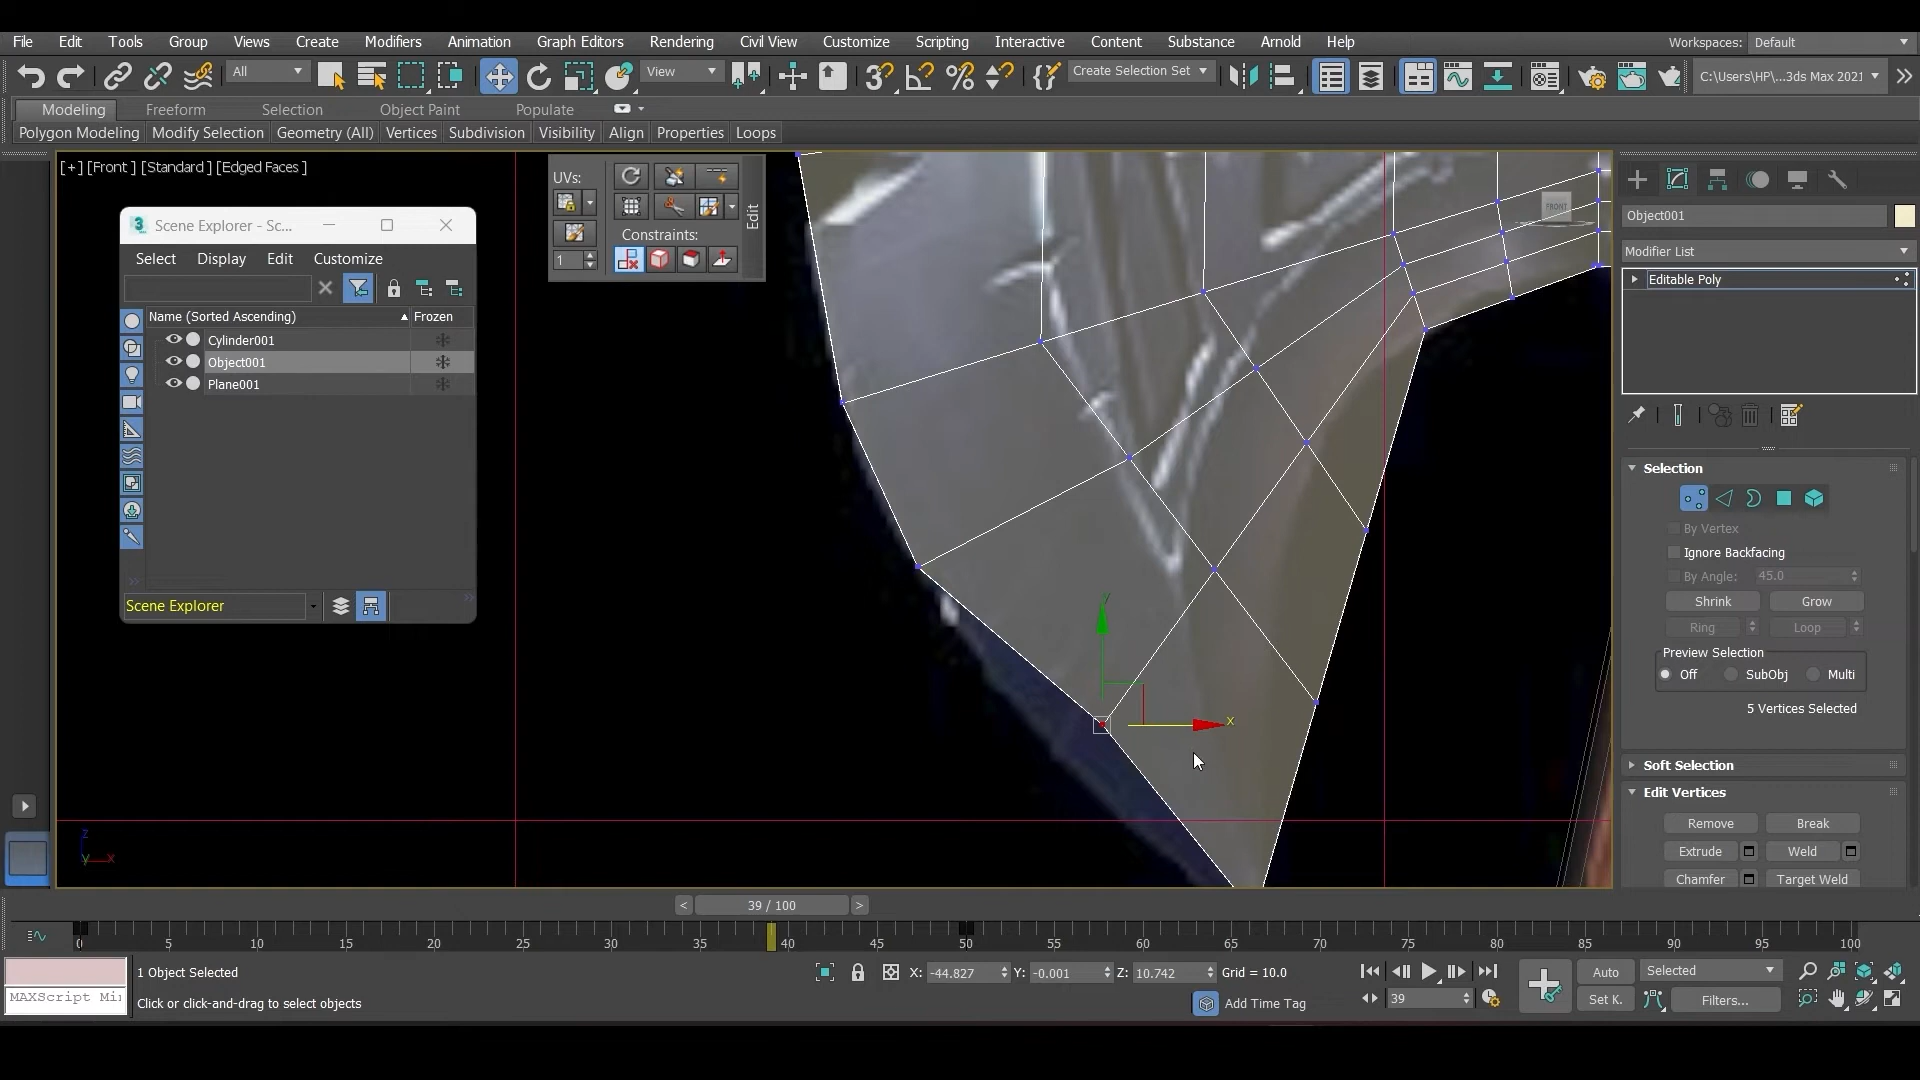 File Edit Tools Group Views Create Modifiers Animation Graph Editors Rendering Civil View Customize Scripting Interactive Content Substance Arnold Help Workspaces: Default
All View Create Selection Set C:\Users\HP\...3ds Max 2021
Modeling Freeform Selection Object Paint Populate
Polygon Modeling Modify Selection Geometry (All) Vertices Subdivision Visibility Align Properties Loops
[+] [Front ] [Standard ] [Edged Faces ]
UVs:
Constraints:
1
Edit
FRONT
Scene Explorer - Sc...
Select Display Edit Customize
Name (Sorted Ascending) Frozen
Cylinder001
Object001
Plane001
Scene Explorer
y
x
z
y x
Object001
Modifier List
Editable Poly
Selection
By Vertex
Ignore Backfacing
By Angle: 45.0
Shrink Grow
Ring Loop
Preview Selection
Off SubObj Multi
5 Vertices Selected
Soft Selection
Edit Vertices
Remove Break
Extrude Weld
Chamfer Target Weld
< 39 / 100 >
0 5 10 15 20 25 30 35 40 45 50 55 60 65 70 75 80 85 90 95 100
1 Object Selected X: -44.827 Y: -0.001 Z: 10.742 Grid = 10.0 Auto Selected
MAXScript Mi Click or click-and-drag to select objects Add Time Tag 39 Set K. Filters...